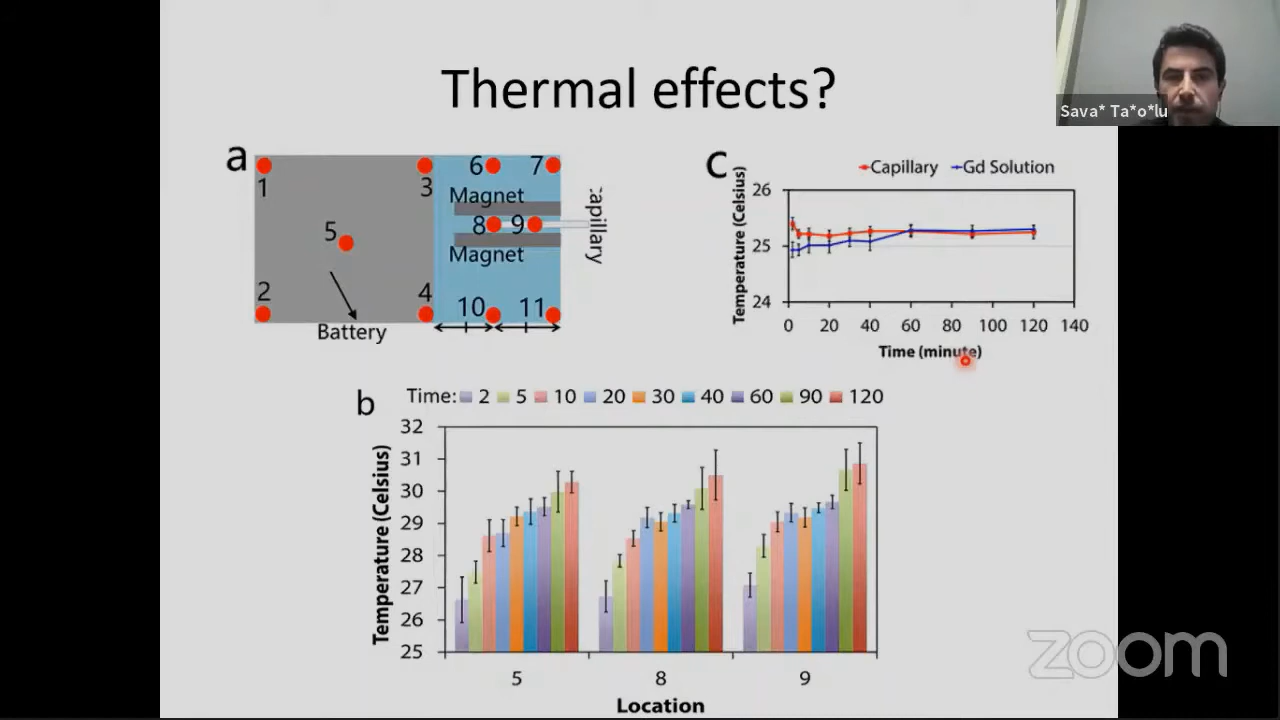 Thermal effects?
Sava* Ta*o*lu
a
1
2
3
4
5
6
7
8
9
10
11
Magnet
Magnet
:apillary
Battery
c
Capillary
Gd Solution
Temperature (Celsius)
26
25
24
0 20 40 60 80 100 120 140
Time (minute)
b
Time: 2 5 10 20 30 40 60 90 120
Temperature (Celsius)
32
31
30
29
28
27
26
25
5 8 9
Location
zoom